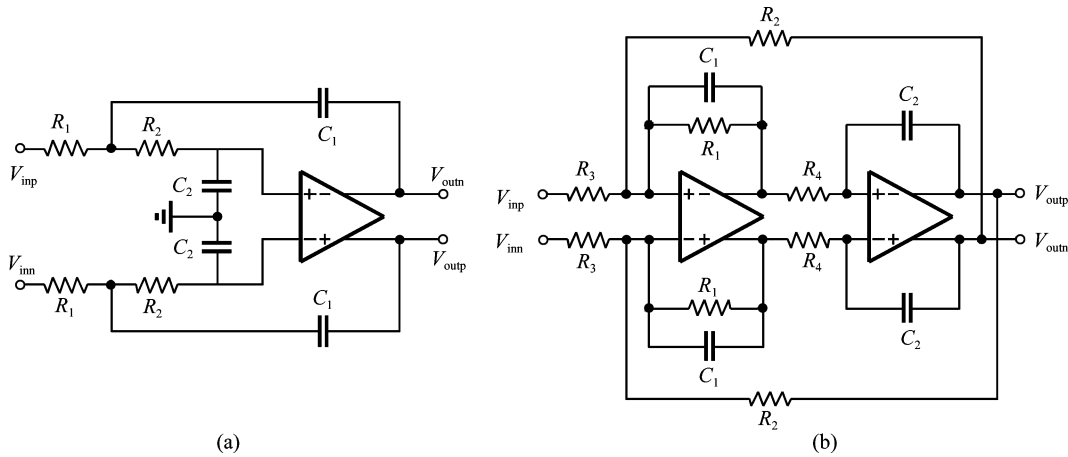 R1
R2
C1
Vinp
C2
C2
+ −
− +
Voutn
Voutp
Vinn
R1
R2
C1
(a)
R2
C1
R1
C2
Vinp
R3
+ −
R4
+ −
Voutp
Vinn
R3
− +
R4
− +
Voutn
R1
C1
C2
R2
(b)